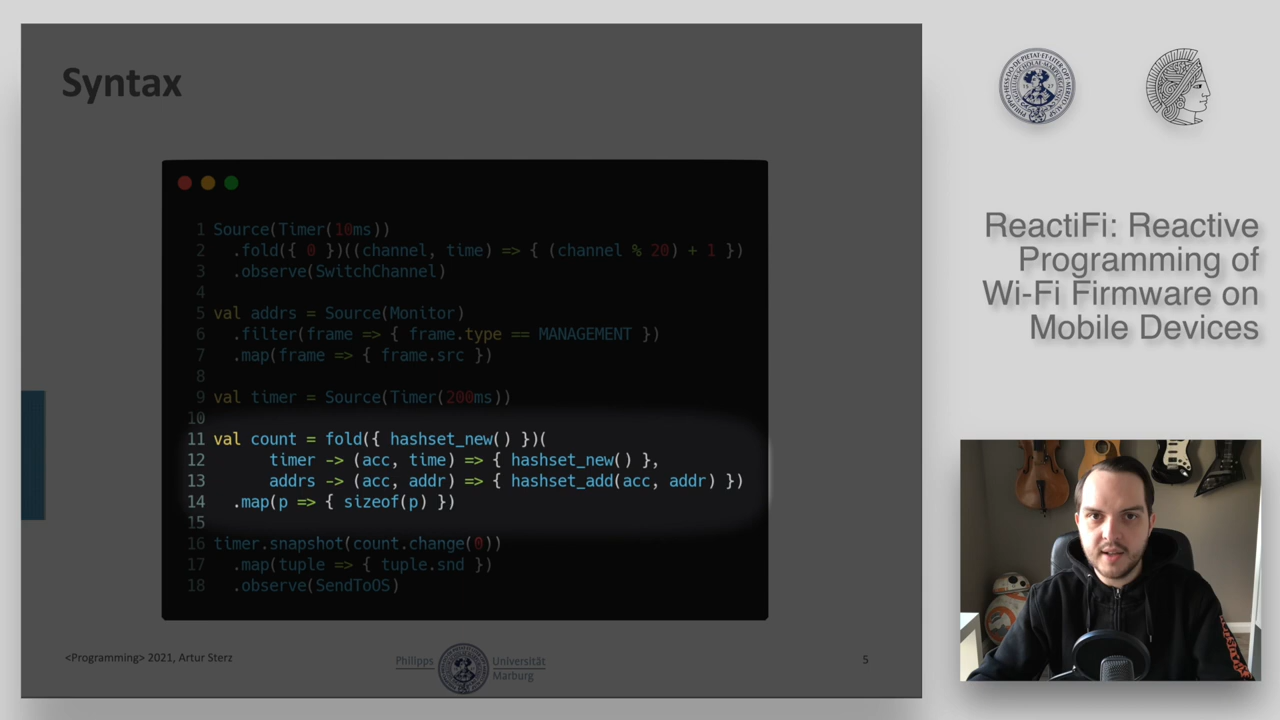 Syntax
1 Source(Timer(10ms))
2 .fold({ 0 })((channel, time) => { (channel % 20) + 1 })
3 .observe(SwitchChannel)
4
5 val addrs = Source(Monitor)
6 .filter(frame => { frame.type == MANAGEMENT })
7 .map(frame => { frame.src })
8
9 val timer = Source(Timer(200ms))
10
11 val count = fold({ hashset_new() })(
12 timer -> (acc, time) => { hashset_new() },
13 addrs -> (acc, addr) => { hashset_add(acc, addr) })
14 .map(p => { sizeof(p) })
15
16 timer.snapshot(count.change(0))
17 .map(tuple => { tuple.snd })
18 .observe(SendToOS)
<Programming> 2021, Artur Sterz
Philipps Universität
Marburg
5
ReactiFi: Reactive
Programming of
Wi-Fi Firmware on
Mobile Devices